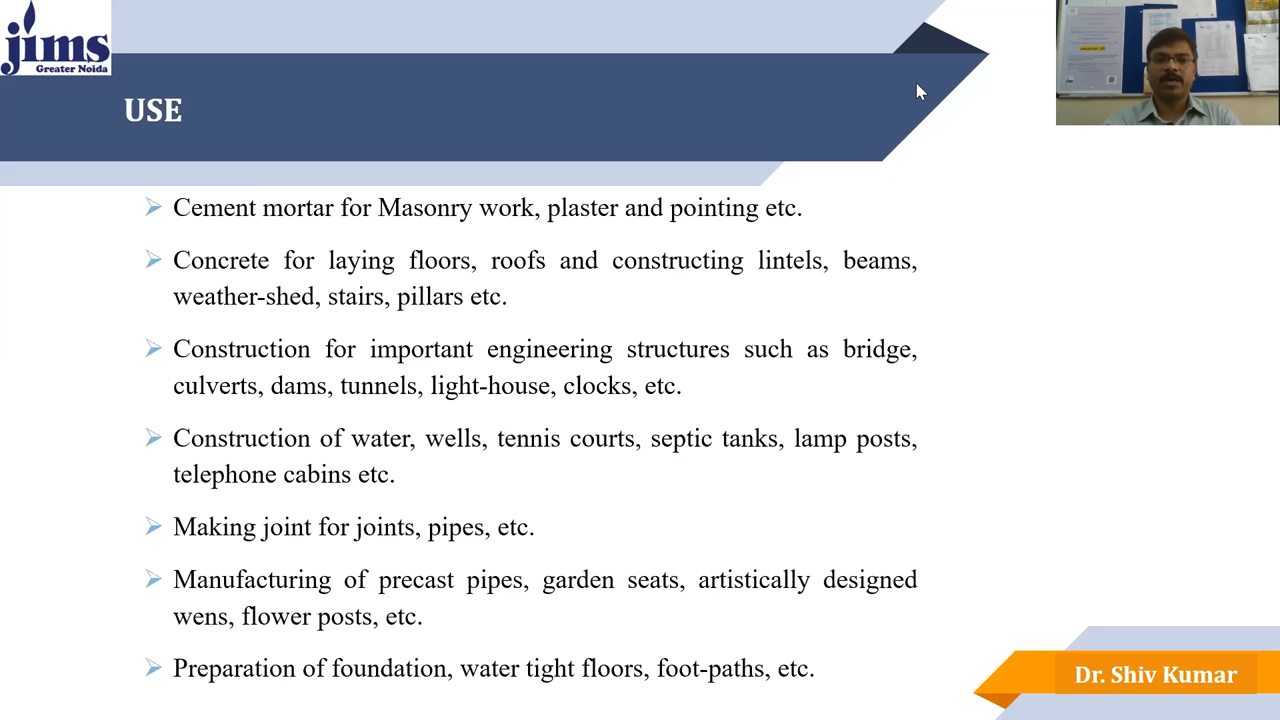 jims
Greater Noida
USE
Cement mortar for Masonry work, plaster and pointing etc.
Concrete for laying floors, roofs and constructing lintels, beams,
weather-shed, stairs, pillars etc.
Construction for important engineering structures such as bridge,
culverts, dams, tunnels, light-house, clocks, etc.
Construction of water, wells, tennis courts, septic tanks, lamp posts,
telephone cabins etc.
Making joint for joints, pipes, etc.
Manufacturing of precast pipes, garden seats, artistically designed
wens, flower posts, etc.
Preparation of foundation, water tight floors, foot-paths, etc.
Dr. Shiv Kumar